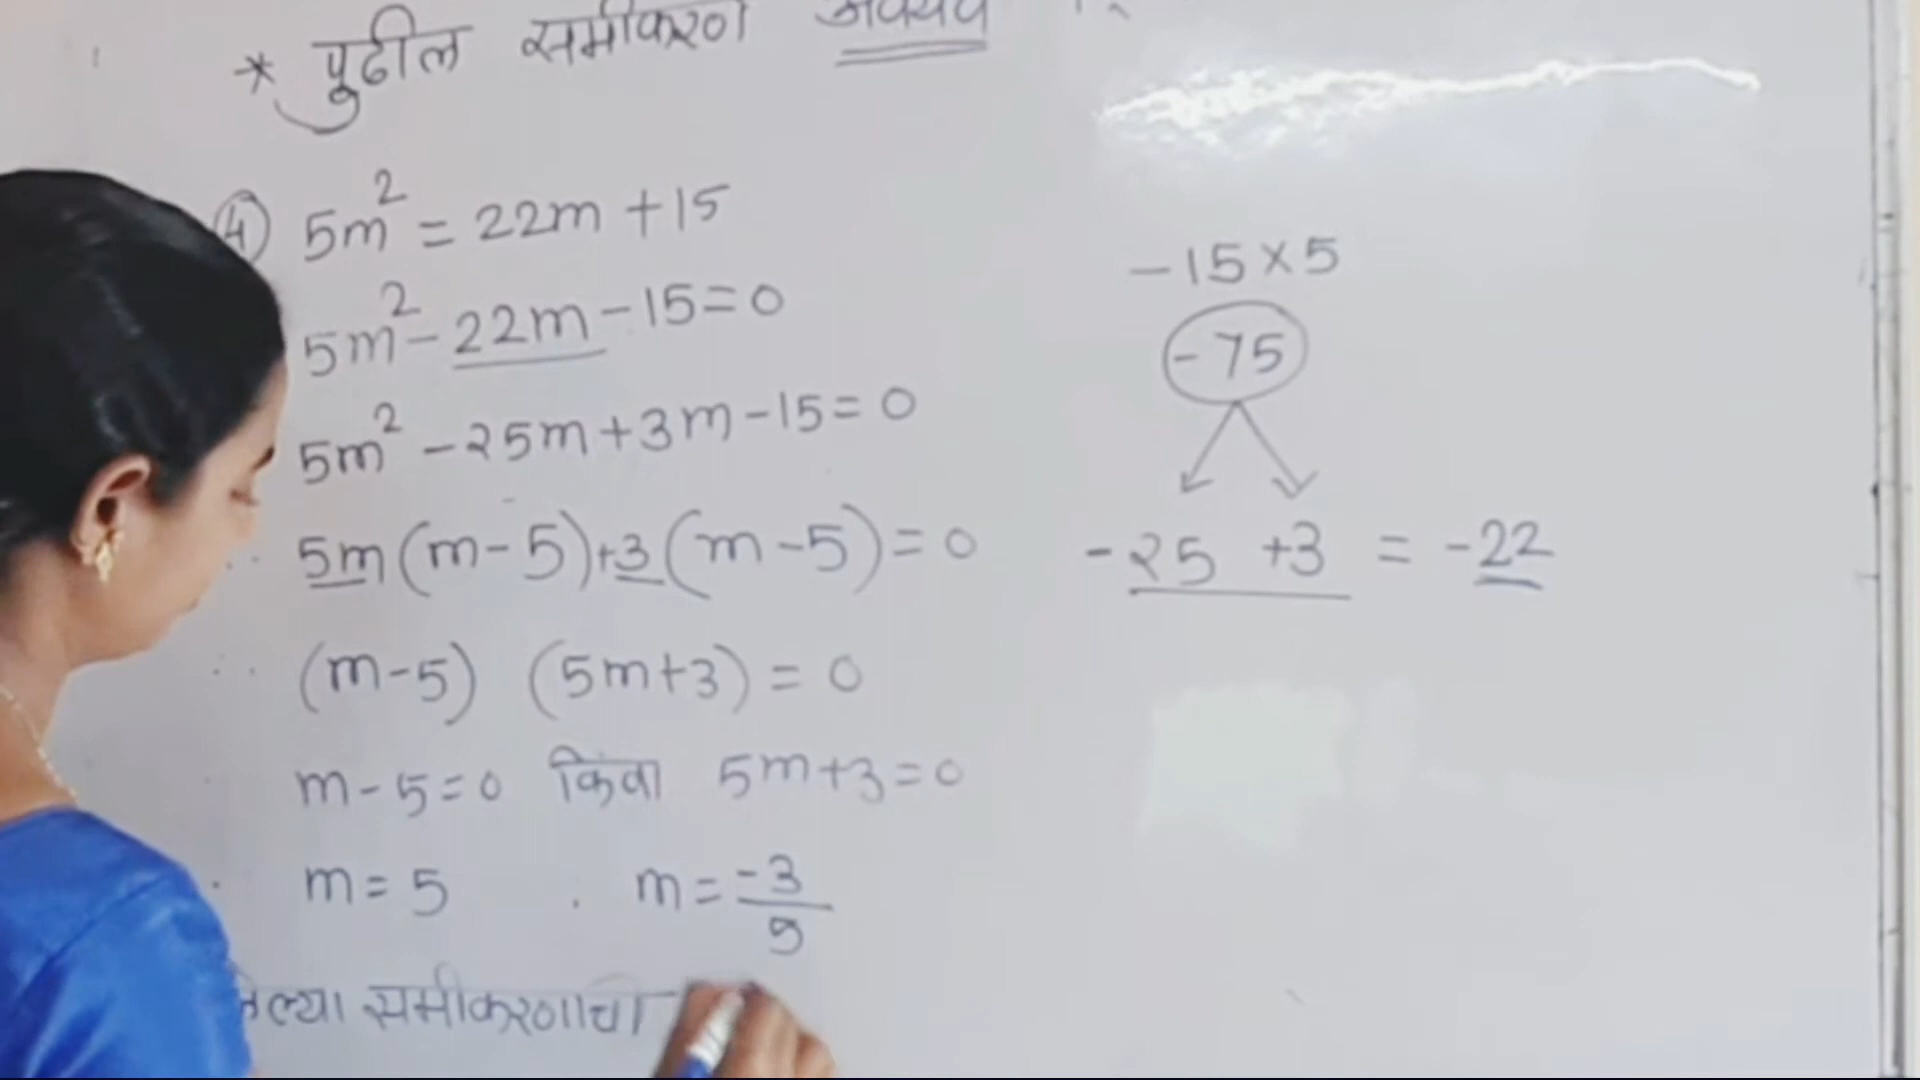 * पुढील समीकरण अवयव
④ 5m² = 22m + 15
5m² - 22m - 15 = 0
5m² - 25m + 3m - 15 = 0
5m (m - 5) + 3 (m - 5) = 0
(m - 5) (5m + 3) = 0
m - 5 = 0 किंवा 5m + 3 = 0
m = 5 . m = -3/5
समीकरणाची
-15 × 5
-75
-25 +3 = -22